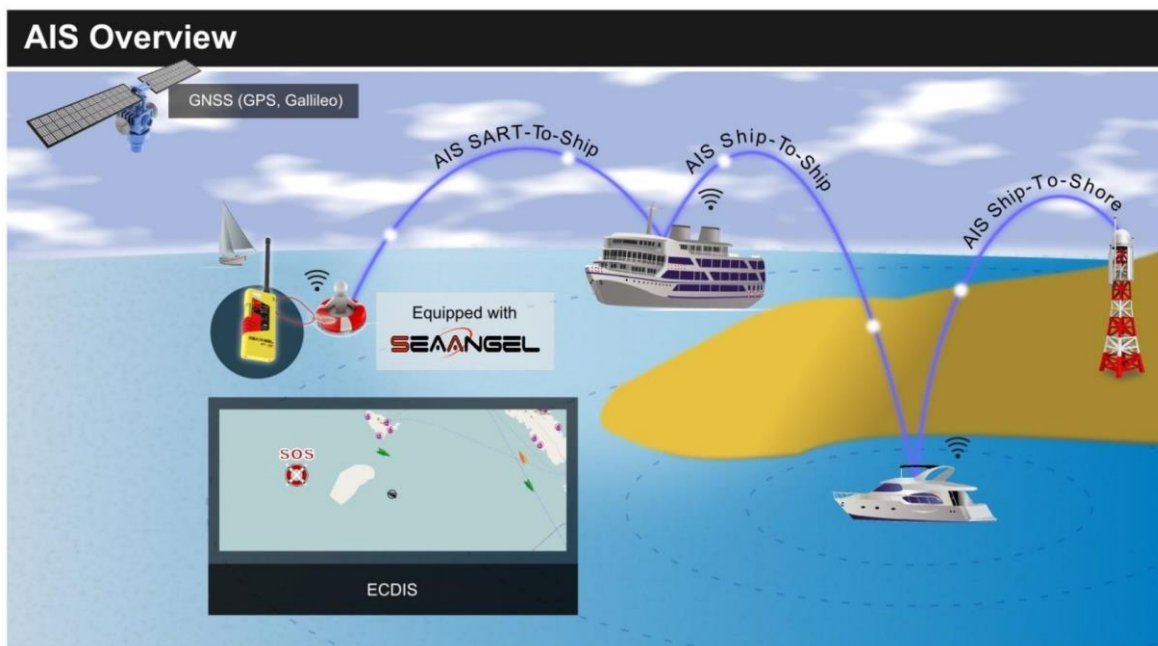 AIS Overview
GNSS (GPS, Gallileo)
AIS SART-To-Ship
AIS Ship-To-Ship
AIS Ship-To-Shore
Equipped with
SEAANGEL
SEAANGEL
SOS
ECDIS